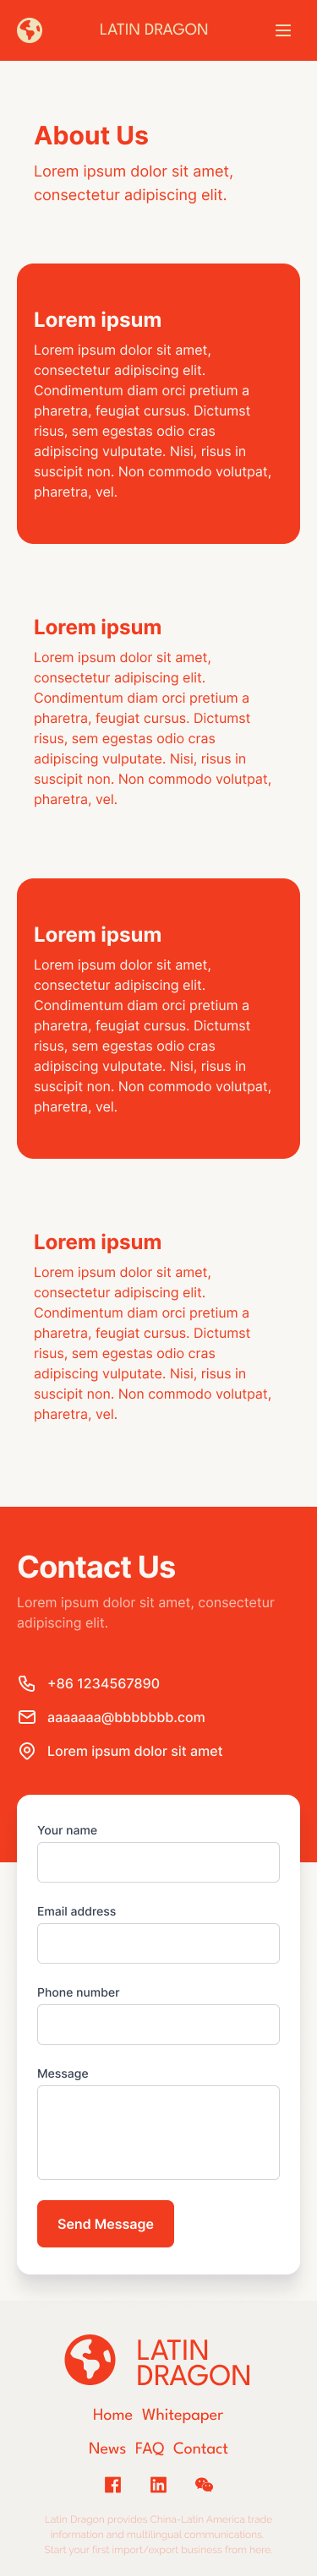 LATIN DRAGON
About Us
Lorem ipsum dolor sit amet,
consectetur adipiscing elit.
Lorem ipsum
Lorem ipsum dolor sit amet,
consectetur adipiscing elit.
Condimentum diam orci pretium a
pharetra, feugiat cursus. Dictumst
risus, sem egestas odio cras
adipiscing vulputate. Nisi, risus in
suscipit non. Non commodo volutpat,
pharetra, vel.
Lorem ipsum
Lorem ipsum dolor sit amet,
consectetur adipiscing elit.
Condimentum diam orci pretium a
pharetra, feugiat cursus. Dictumst
risus, sem egestas odio cras
adipiscing vulputate. Nisi, risus in
suscipit non. Non commodo volutpat,
pharetra, vel.
Lorem ipsum
Lorem ipsum dolor sit amet,
consectetur adipiscing elit.
Condimentum diam orci pretium a
pharetra, feugiat cursus. Dictumst
risus, sem egestas odio cras
adipiscing vulputate. Nisi, risus in
suscipit non. Non commodo volutpat,
pharetra, vel.
Lorem ipsum
Lorem ipsum dolor sit amet,
consectetur adipiscing elit.
Condimentum diam orci pretium a
pharetra, feugiat cursus. Dictumst
risus, sem egestas odio cras
adipiscing vulputate. Nisi, risus in
suscipit non. Non commodo volutpat,
pharetra, vel.
Contact Us
Lorem ipsum dolor sit amet, consectetur
adipiscing elit.
+86 1234567890
aaaaaaa@bbbbbbb.com
Lorem ipsum dolor sit amet
Your name
Email address
Phone number
Message
Send Message
LATIN
DRAGON
Home Whitepaper
News FAQ Contact
Latin Dragon provides China-Latin America trade
information and multilingual communications.
Start your first import/export business from here.